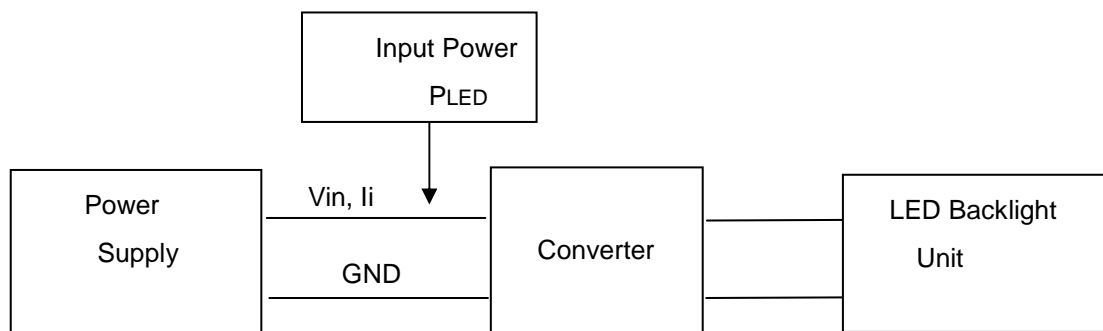 Input Power
PLED
Power
Supply
Vin, Ii
GND
Converter
LED Backlight
Unit